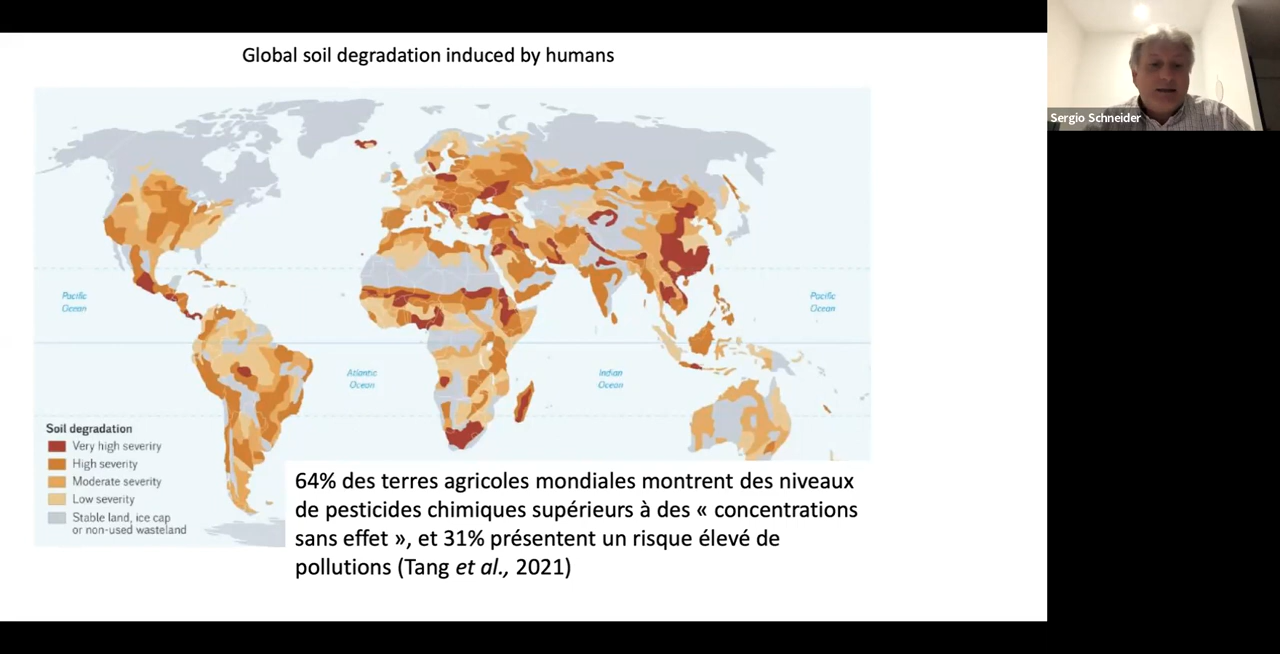 Global soil degradation induced by humans
Sergio Schneider
Pacific
Ocean
Pacific
Ocean
Atlantic
Ocean
Indian
Ocean
Soil degradation
Very high severity
High severity
Moderate severity
Low severity
Stable land, ice cap
or non-used wasteland
64% des terres agricoles mondiales montrent des niveaux
de pesticides chimiques supérieurs à des « concentrations
sans effet », et 31% présentent un risque élevé de
pollutions (Tang et al., 2021)